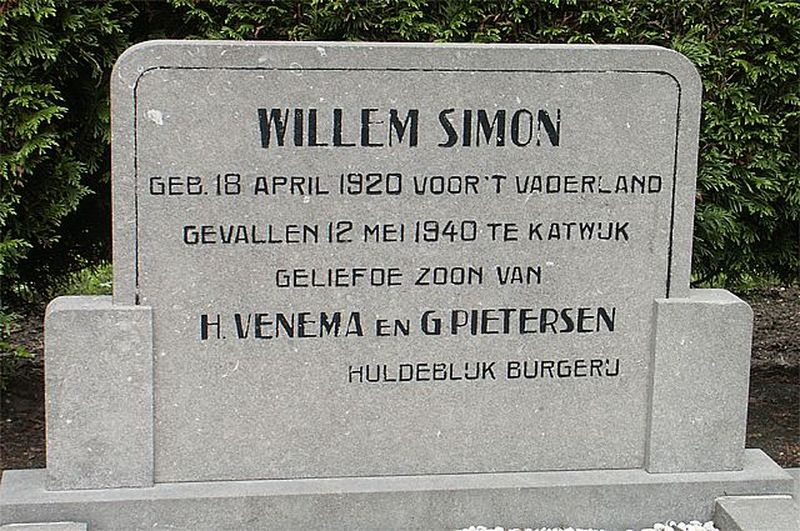 WILLEM SIMON
GEB. 18 APRIL 1920 VOOR'T VADERLAND
GEVALLEN 12 MEI 1940 TE KATWIJK
GELIEFDE ZOON VAN
H. VENEMA EN G PIETERSEN
HULDEBLIJK BURGERIJ